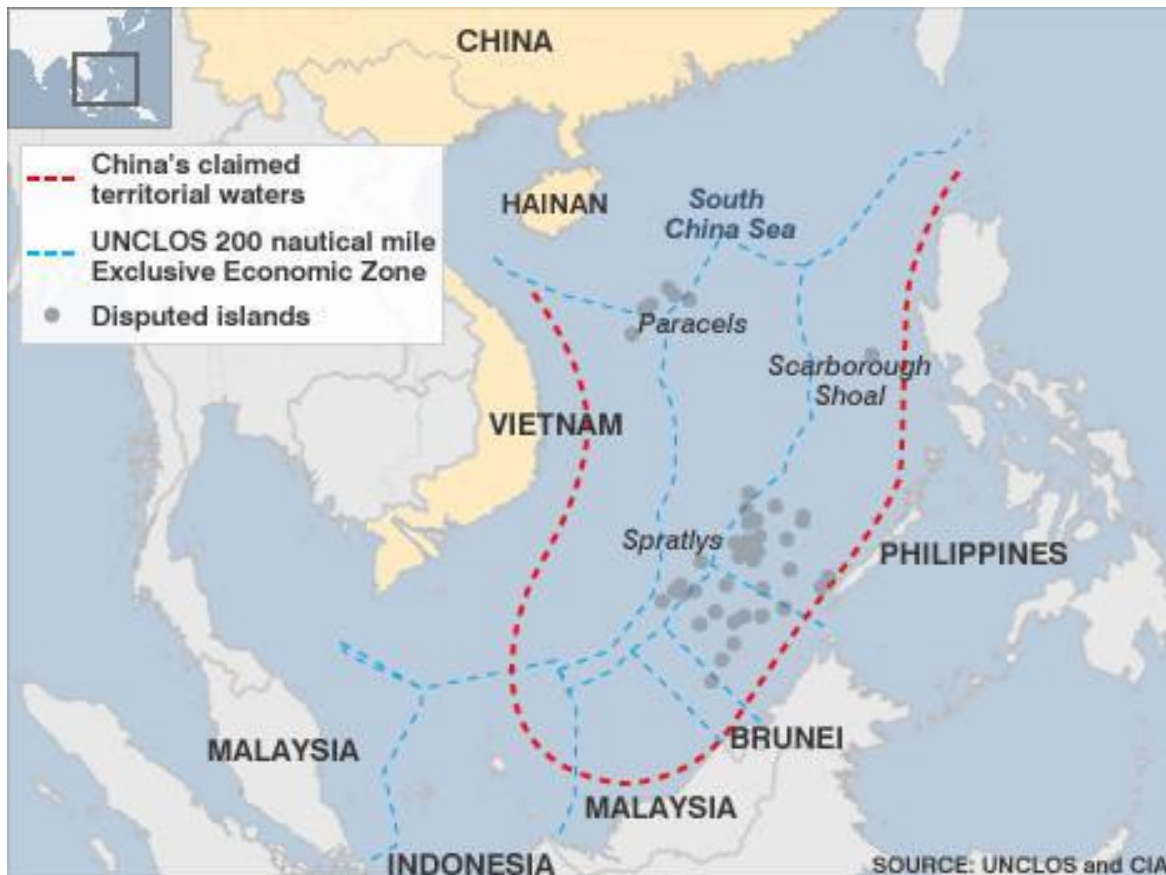 CHINA
China's claimed
territorial waters
UNCLOS 200 nautical mile
Exclusive Economic Zone
Disputed islands
HAINAN
South
China Sea
Paracels
Scarborough
Shoal
VIETNAM
Spratlys
PHILIPPINES
MALAYSIA
BRUNEI
MALAYSIA
INDONESIA
SOURCE: UNCLOS and CIA